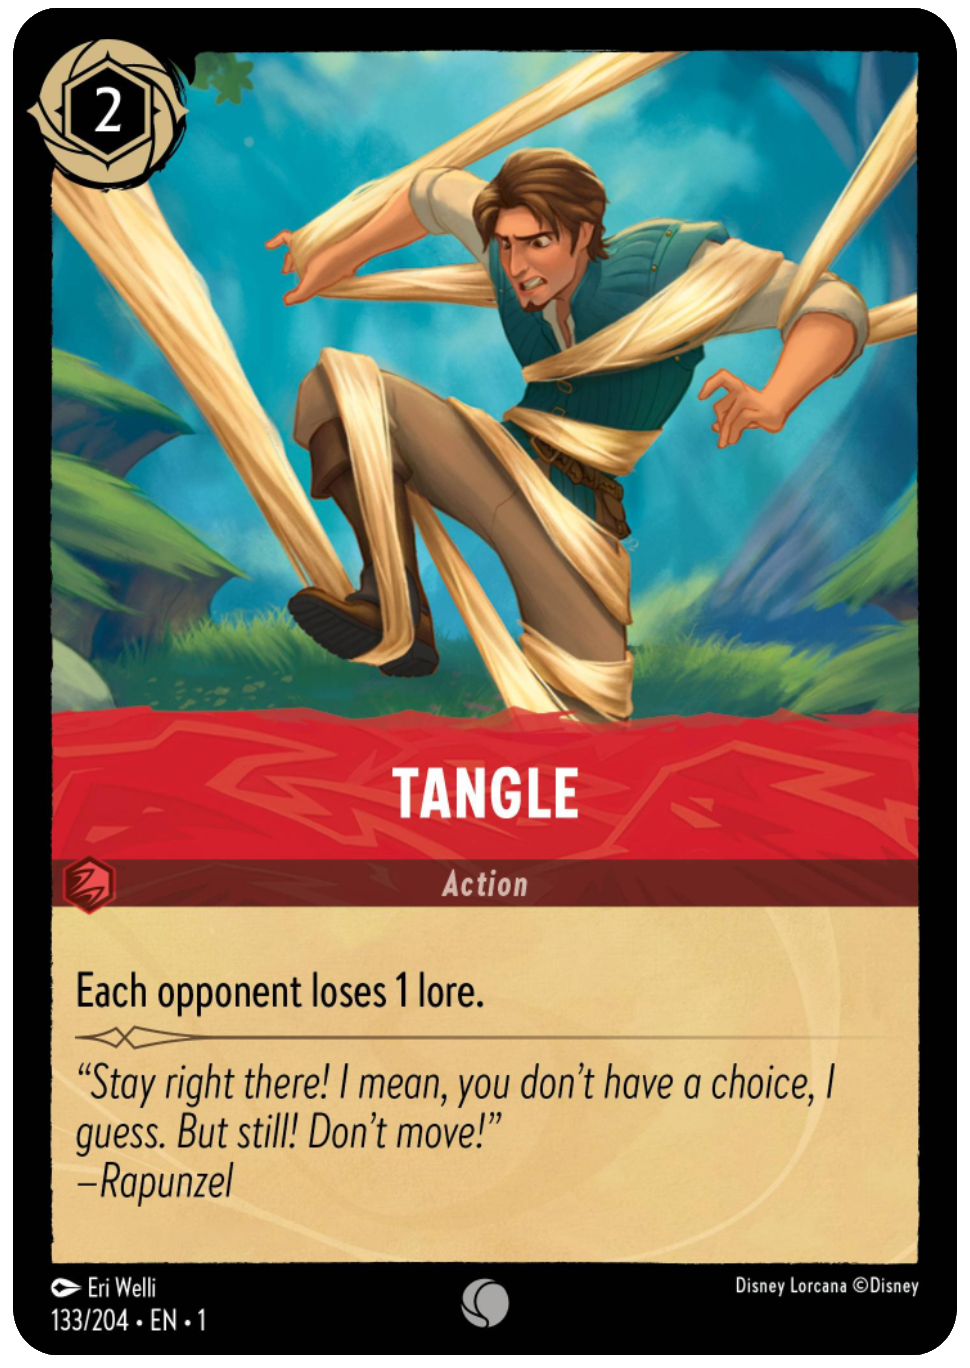 2
TANGLE
Action
Each opponent loses 1 lore.
“Stay right there! I mean, you don’t have a choice, I
guess. But still! Don’t move!”
–Rapunzel
Eri Welli
Disney Lorcana ©Disney
133/204 • EN • 1